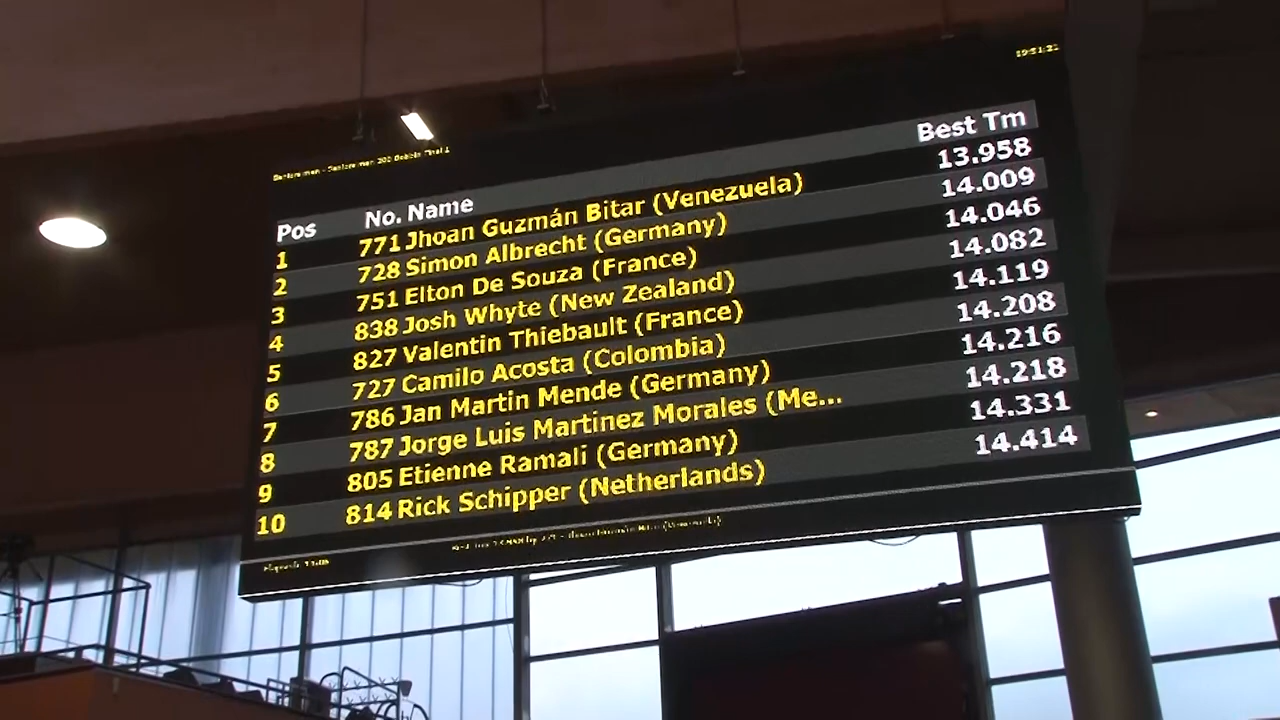 19:51:22
Pos No. Name Best Tm
1 771 Jhoan Guzmán Bitar (Venezuela) 13.958
2 728 Simon Albrecht (Germany) 14.009
3 751 Elton De Souza (France) 14.046
4 838 Josh Whyte (New Zealand) 14.082
5 827 Valentin Thiebault (France) 14.119
6 727 Camilo Acosta (Colombia) 14.208
7 786 Jan Martin Mende (Germany) 14.216
8 787 Jorge Luis Martinez Morales (Me... 14.218
9 805 Etienne Ramali (Germany) 14.331
10 814 Rick Schipper (Netherlands) 14.414